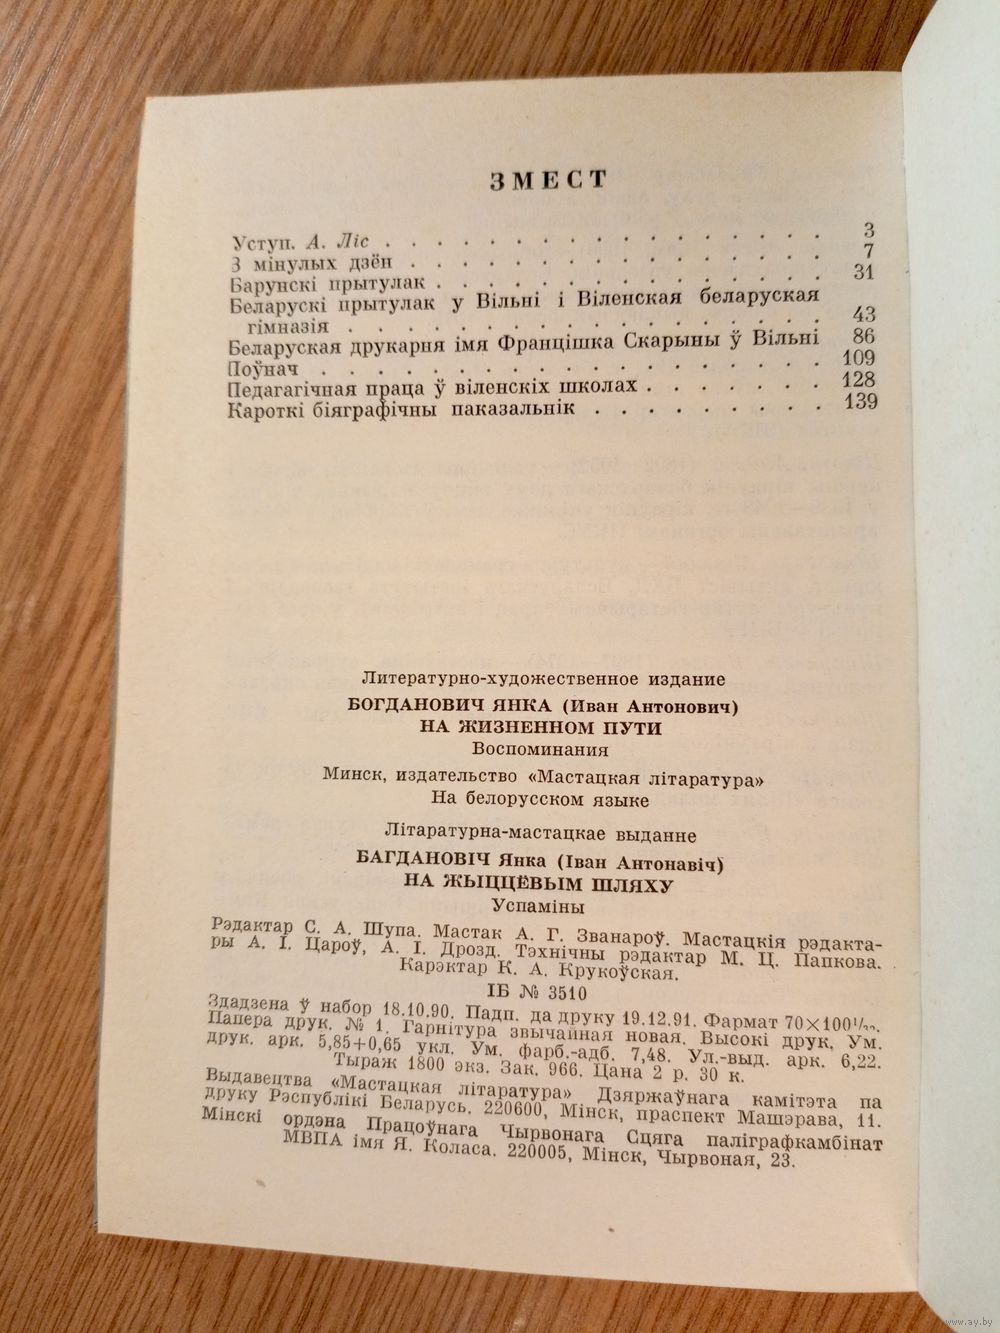 ЗМЕСТ
Уступ. А. Ліс . . . . . . . . . . . . . . . . . 3
З мінулых дзён . . . . . . . . . . . . . . . . 7
Барунскі прытулак . . . . . . . . . . . . . . . 31
Беларускі прытулак у Вільні і Віленская беларуская
гімназія . . . . . . . . . . . . . . . . . . . 43
Беларуская друкарня імя Францішка Скарыны ў Вільні 86
Поўнач . . . . . . . . . . . . . . . . . . . . 109
Педагагічная праца ў віленскіх школах . . . . . . . 128
Кароткі біяграфічны паказальнік . . . . . . . . . 139
Литературно-художественное издание
БОГДАНОВИЧ ЯНКА (Иван Антонович)
НА ЖИЗНЕННОМ ПУТИ
Воспоминания
Минск, издательство «Мастацкая літаратура»
На белорусском языке
Літаратурна-мастацкае выданне
БАГДАНОВІЧ Янка (Іван Антонавіч)
НА ЖЫЦЦЁВЫМ ШЛЯХУ
Успаміны
Рэдактар С. А. Шупа. Мастак А. Г. Званароў. Мастацкія рэдакта-
ры А. І. Цароў, А. І. Дрозд. Тэхнічны рэдактар М. Ц. Папкова.
Карэктар К. А. Крукоўская.
ІБ № 3510
Здадзена ў набор 18.10.90. Падп. да друку 19.12.91. Фармат 70×100
Папера друк. № 1. Гарнітура звычайная новая. Высокі друк. Ум.
друк. арк. 5,85+0,65 укл. Ум. фарб.-адб. 7,48. Ул.-выд. арк. 6,22.
Тыраж 1800 экз. Зак. 966. Цана 2 р. 30 к.
Выдавецтва «Мастацкая літаратура» Дзяржаўнага камітэта па
друку Рэспублікі Беларусь. 220600, Мінск, праспект Машэрава, 11.
Мінскі ордэна Працоўнага Чырвонага Сцяга паліграфкамбінат
МВПА імя Я. Коласа. 220005, Мінск, Чырвоная, 23.
www.ay.by